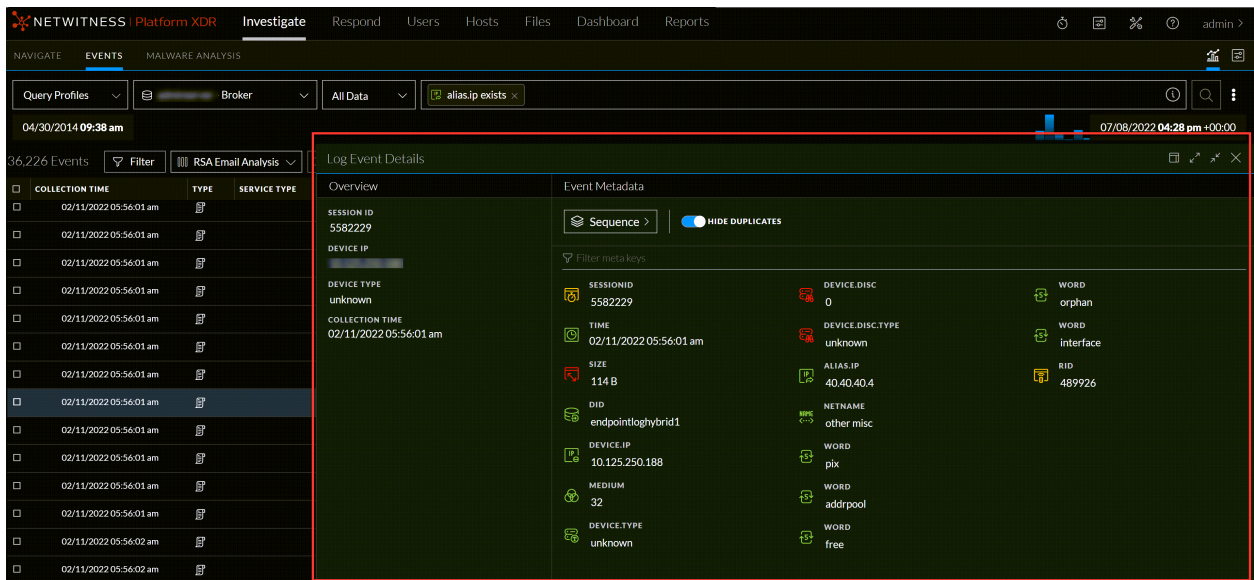 NETWITNESS Platform XDR Investigate Respond Users Hosts Files Dashboard Reports admin >
NAVIGATE EVENTS MALWARE ANALYSIS
Query Profiles Broker All Data alias.ip exists ×
04/30/2014 09:38 am 07/08/2022 04:28 pm +00:00
36,226 Events Filter RSA Email Analysis
COLLECTION TIME TYPE SERVICE TYPE
02/11/2022 05:56:01 am
02/11/2022 05:56:01 am
02/11/2022 05:56:01 am
02/11/2022 05:56:01 am
02/11/2022 05:56:01 am
02/11/2022 05:56:01 am
02/11/2022 05:56:01 am
02/11/2022 05:56:01 am
02/11/2022 05:56:01 am
02/11/2022 05:56:01 am
02/11/2022 05:56:01 am
02/11/2022 05:56:01 am
02/11/2022 05:56:02 am
02/11/2022 05:56:02 am
Log Event Details
Overview
SESSION ID
5582229
DEVICE IP
DEVICE TYPE
unknown
COLLECTION TIME
02/11/2022 05:56:01 am
Event Metadata
Sequence > HIDE DUPLICATES
Filter meta keys
SESSIONID
5582229
TIME
02/11/2022 05:56:01 am
SIZE
114 B
DID
endpointloghybrid1
DEVICE.IP
10.125.250.188
MEDIUM
32
DEVICE.TYPE
unknown
DEVICE.DISC
0
DEVICE.DISC.TYPE
unknown
ALIAS.IP
40.40.40.4
NETNAME
other misc
WORD
pix
WORD
addrpool
WORD
free
WORD
orphan
WORD
interface
RID
489926